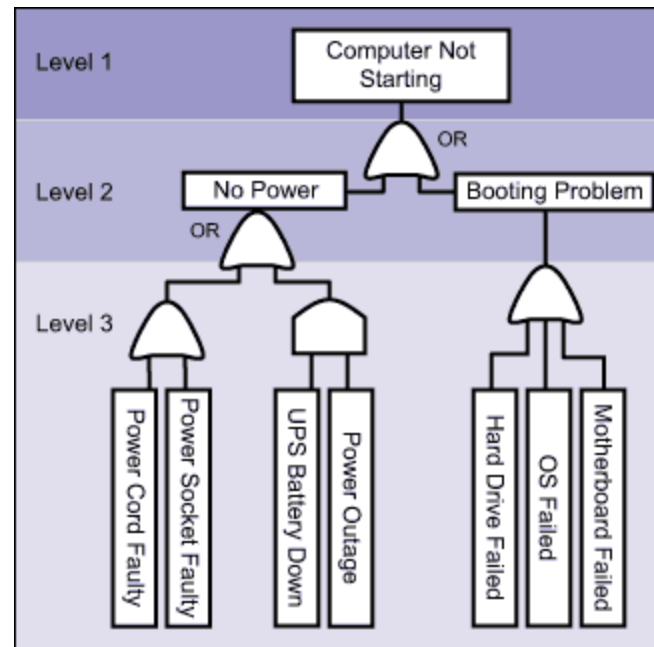 Level 1
Computer Not
Starting
OR
Level 2
No Power
Booting Problem
OR
Level 3
Power Cord Faulty
Power Socket Faulty
UPS Battery Down
Power Outage
Hard Drive Failed
OS Failed
Motherboard Failed